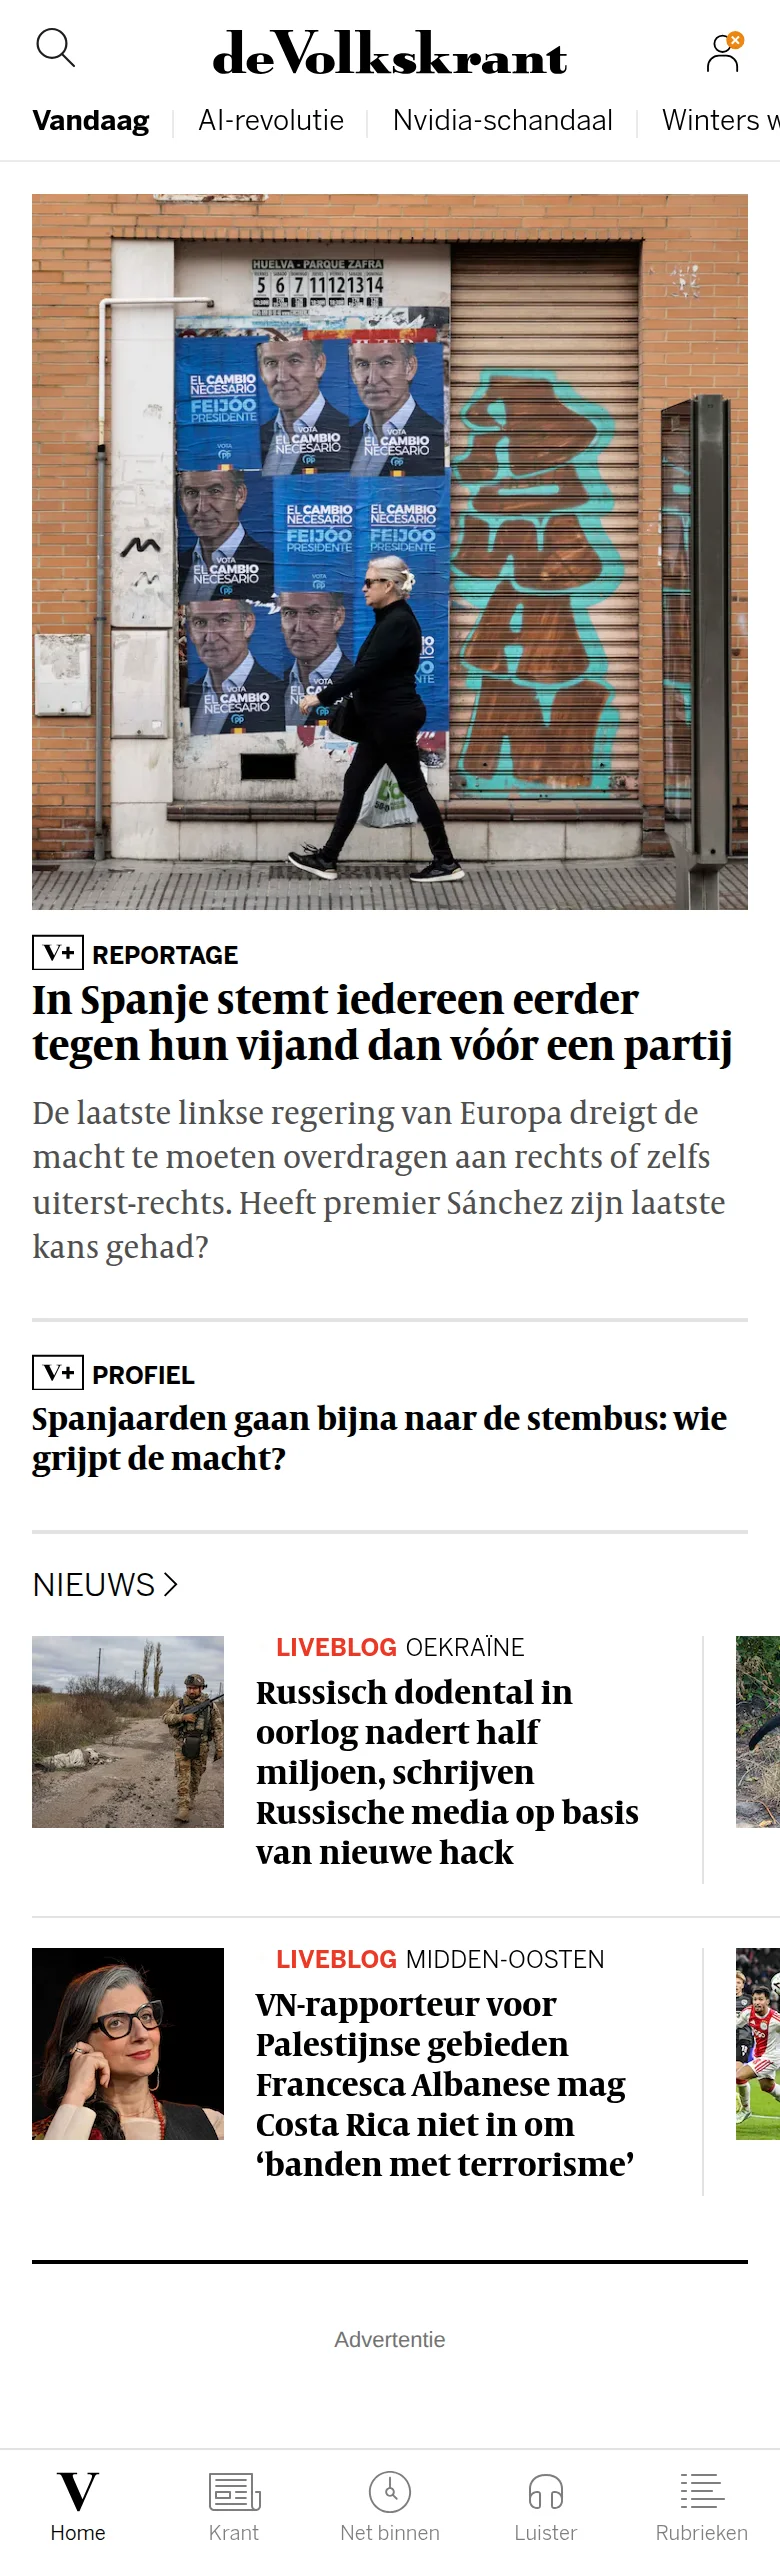 de Volkskrant
Vandaag
AI-revolutie
Nvidia-schandaal
Winters w
HUELVA - PARQUE ZAFRA
5 6 7 11 12 13 14
EL CAMBIO
NECESARIO
FEIJÓO
PRESIDENTE
VOTA
pp
EL CAMBIO
NECESARIO
pp
VOTA
EL CAMBIO
NECESARIO
pp
EL CAMBIO
NECESARIO
FEIJÓO
PRESIDENTE
VOTA
pp
EL CAMBIO
NECESARIO
FEIJÓO
PRESIDENTE
VOTA
EL CAMBIO
NECESARIO
pp
VOTA
EL CAMBIO
NECESARIO
pp
V+ REPORTAGE
In Spanje stemt iedereen eerder
tegen hun vijand dan vóór een partij
De laatste linkse regering van Europa dreigt de
macht te moeten overdragen aan rechts of zelfs
uiterst-rechts. Heeft premier Sánchez zijn laatste
kans gehad?
V+ PROFIEL
Spanjaarden gaan bijna naar de stembus: wie
grijpt de macht?
NIEUWS
LIVEBLOG OEKRAÏNE
Russisch dodental in
oorlog nadert half
miljoen, schrijven
Russische media op basis
van nieuwe hack
LIVEBLOG MIDDEN-OOSTEN
VN-rapporteur voor
Palestijnse gebieden
Francesca Albanese mag
Costa Rica niet in om
‘banden met terrorisme’
Advertentie
V
Home
Krant
Net binnen
Luister
Rubrieken